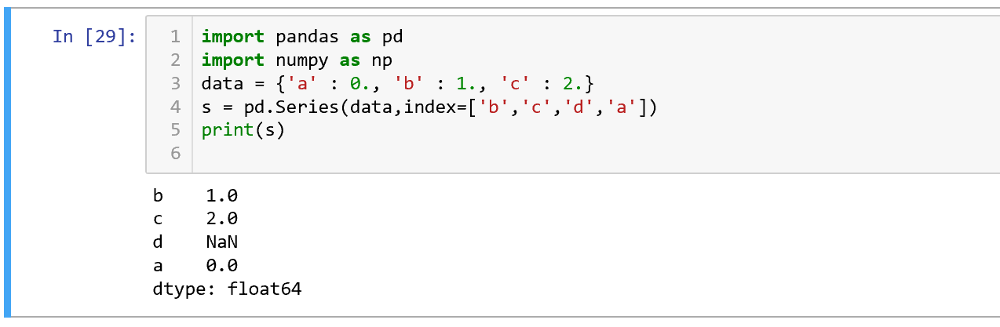 In [29]:
1 import pandas as pd
2 import numpy as np
3 data = {'a' : 0., 'b' : 1., 'c' : 2.}
4 s = pd.Series(data,index=['b','c','d','a'])
5 print(s)
6
b    1.0
c    2.0
d    NaN
a    0.0
dtype: float64